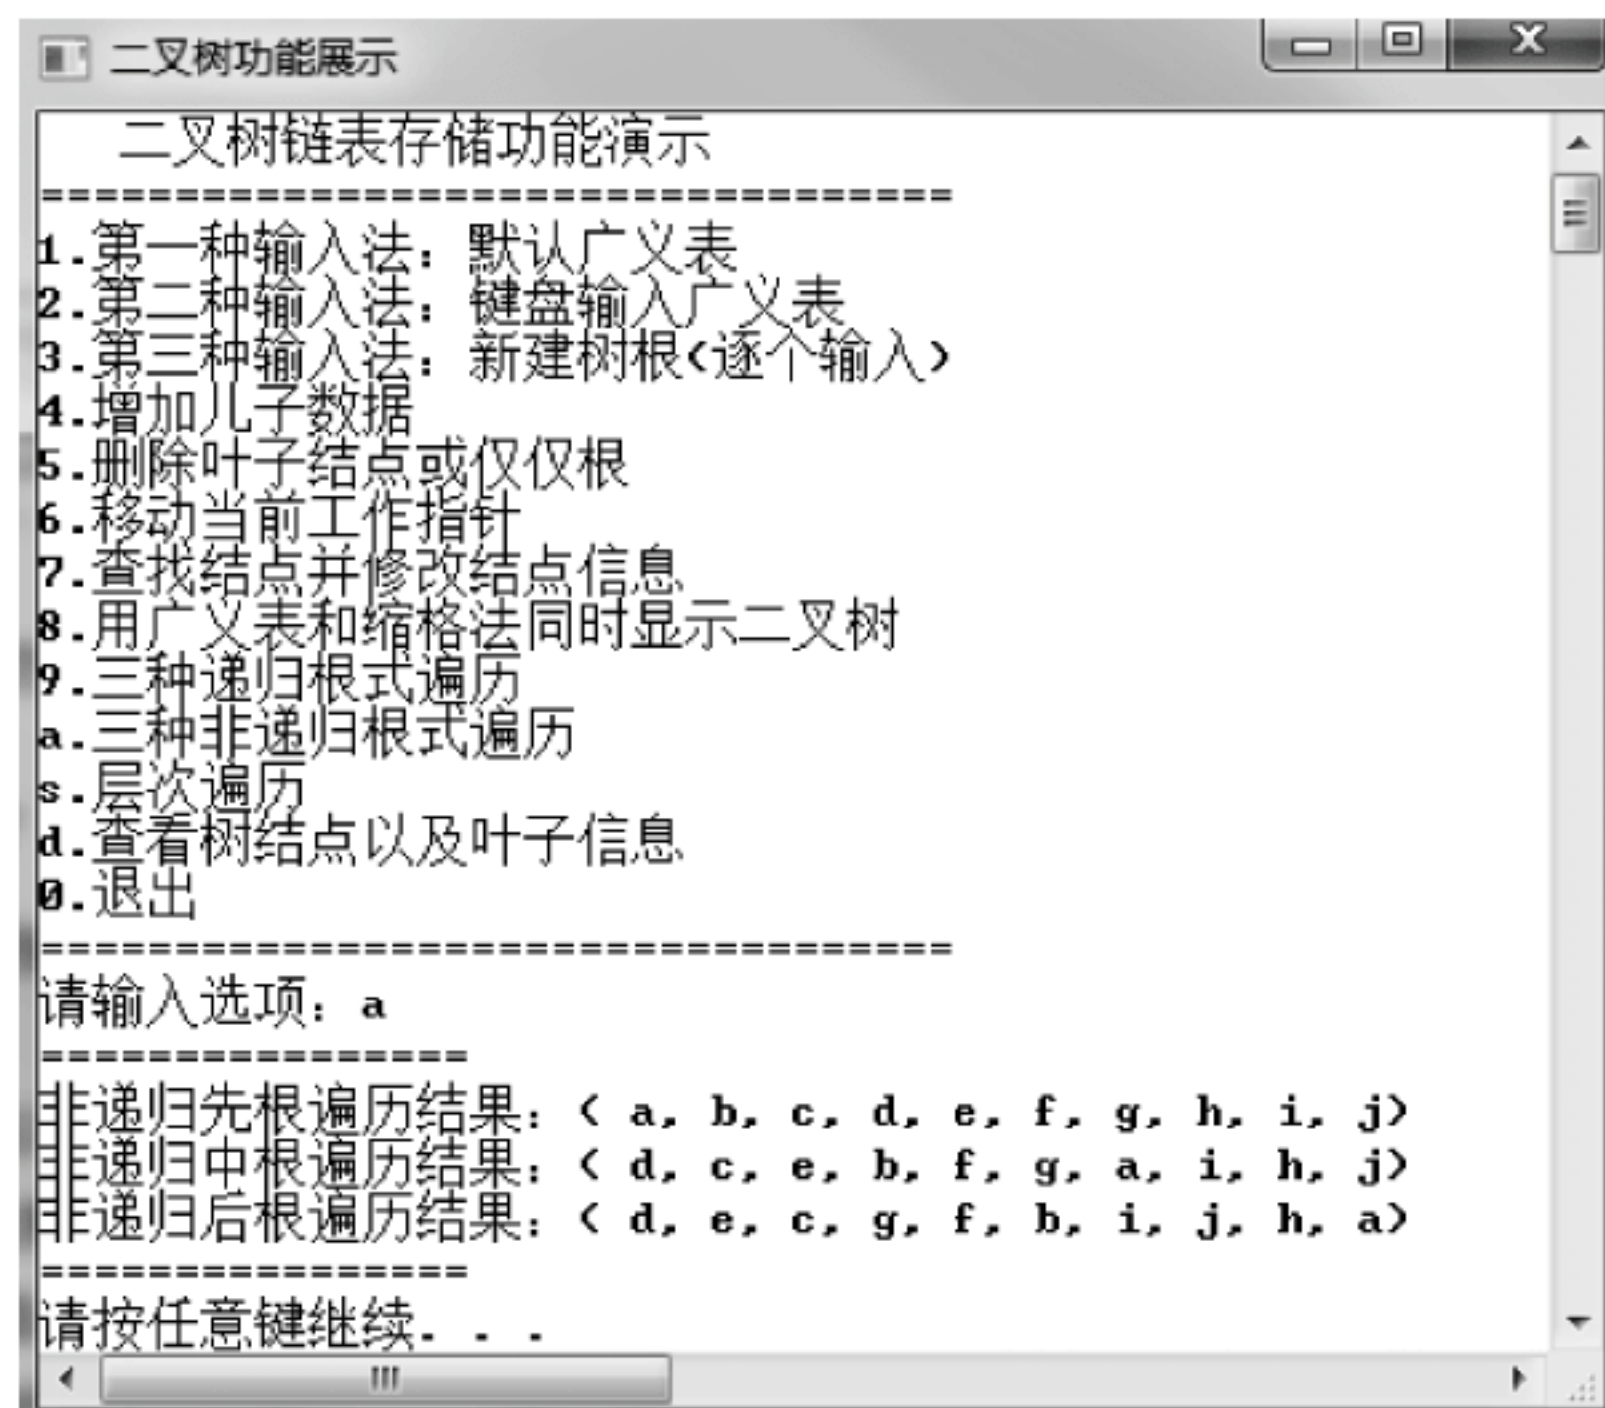 二叉树功能展示
二叉树链表存储功能演示
==================================
1.第一种输入法：默认广义表
2.第二种输入法：键盘输入广义表
3.第三种输入法：新建树根(逐个输入)
4.增加儿子数据
5.删除叶子结点或仅仅根
6.移动当前工作指针
7.查找结点并修改结点信息
8.用广义表和缩格法同时显示二叉树
9.三种递归根式遍历
a.三种非递归根式遍历
s.层次遍历
d.查看树结点以及叶子信息
0.退出
==================================
请输入选项：a
================
非递归先根遍历结果：( a, b, c, d, e, f, g, h, i, j)
非递归中根遍历结果：( d, c, e, b, f, g, a, i, h, j)
非递归后根遍历结果：( d, e, c, g, f, b, i, j, h, a)
================
请按任意键继续. . .